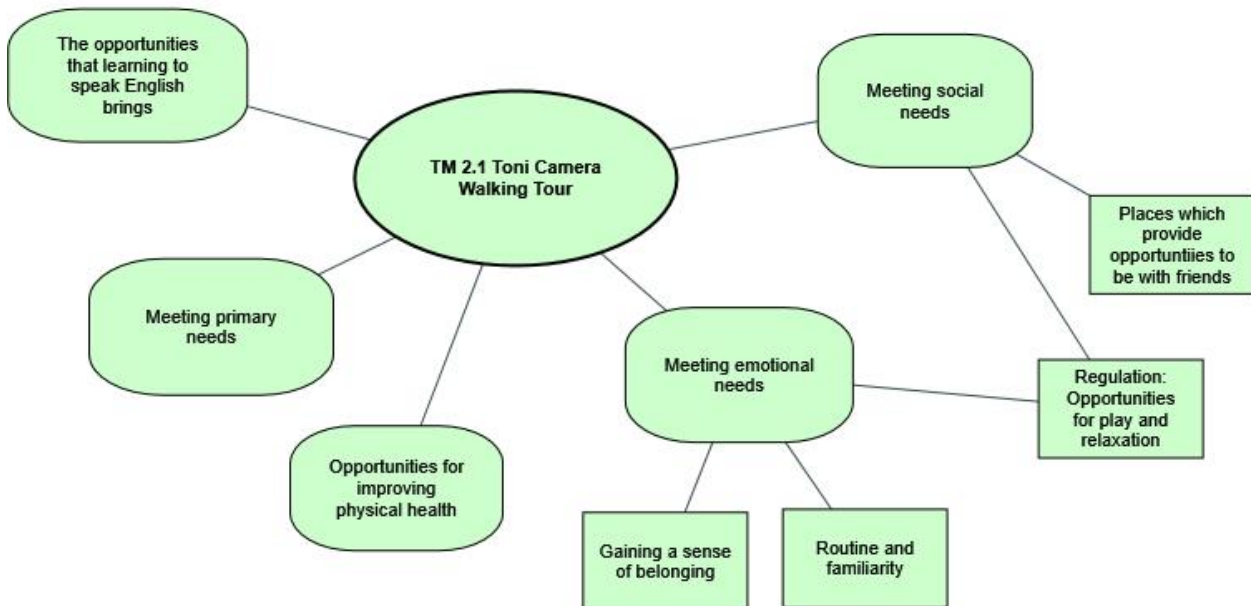 The opportunities
that learning to
speak English
brings
TM 2.1 Toni Camera
Walking Tour
Meeting social
needs
Places which
provide
opportuntiies to
be with friends
Meeting primary
needs
Meeting emotional
needs
Regulation:
Opportunities
for play and
relaxation
Opportunities for
improving
physical health
Gaining a sense
of belonging
Routine and
familiarity